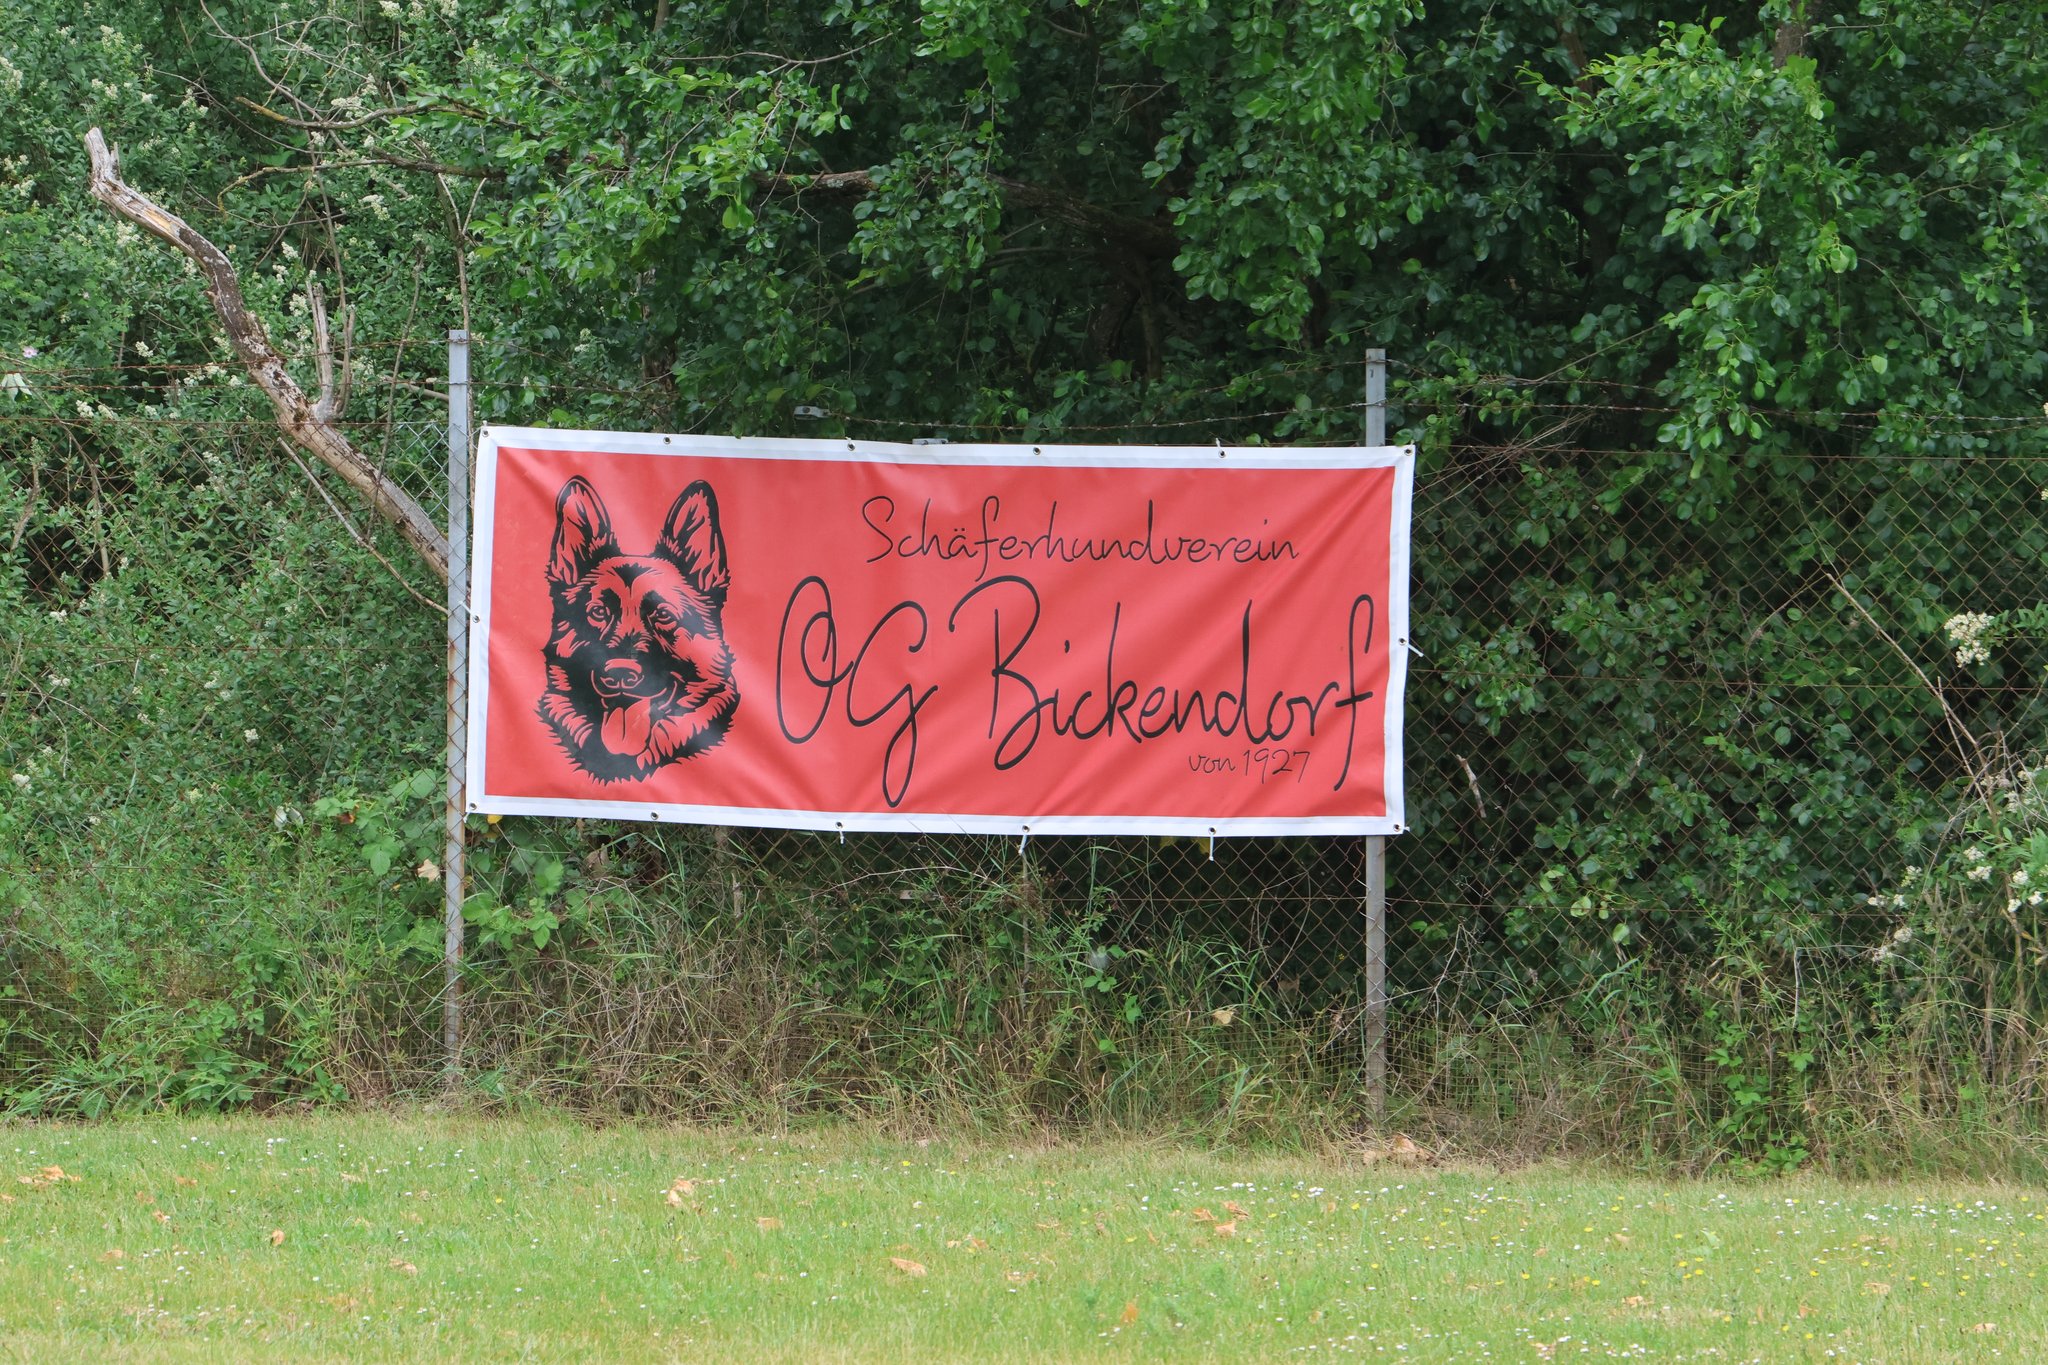 Schäferhundverein
OG Bickendorf
von 1927